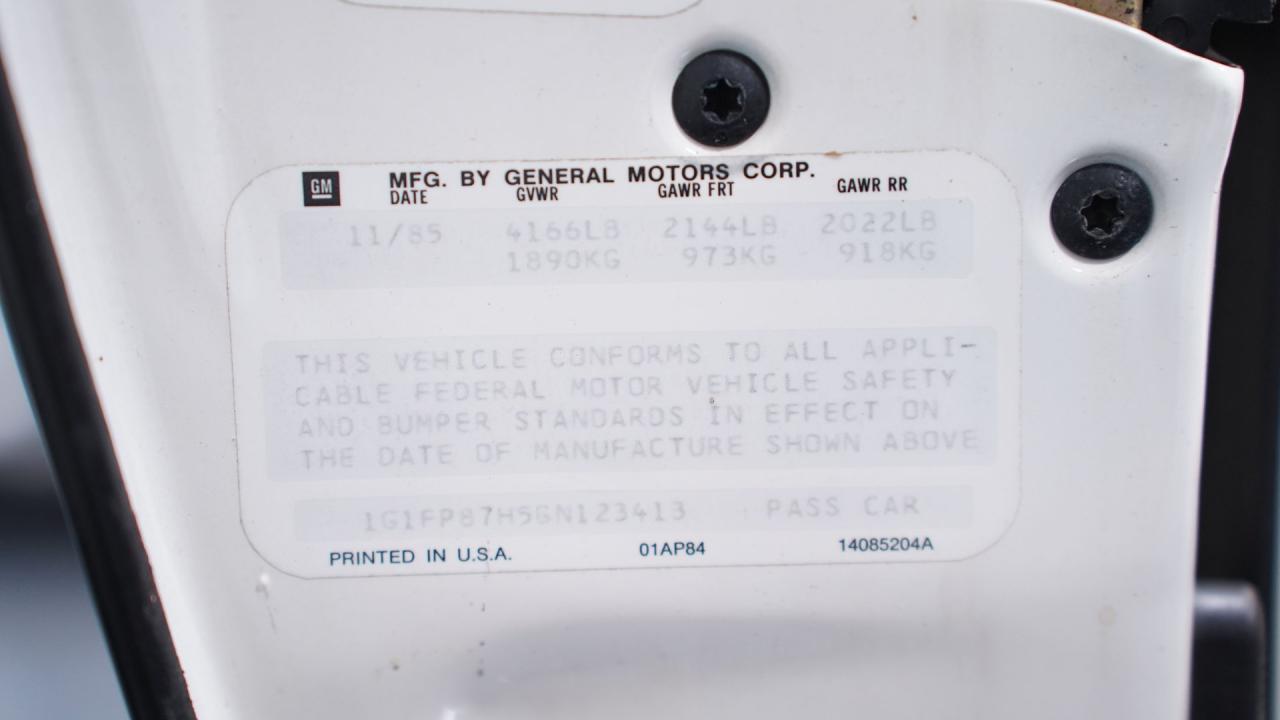 GM MFG. BY GENERAL MOTORS CORP.
DATE GVWR GAWR FRT GAWR RR
11/85 4166LB 2144LB 2022LB
1890KG 973KG 918KG
THIS VEHICLE CONFORMS TO ALL APPLI-
CABLE FEDERAL MOTOR VEHICLE SAFETY
AND BUMPER STANDARDS IN EFFECT ON
THE DATE OF MANUFACTURE SHOWN ABOVE
1G1FP87H5GN123413 PASS CAR
PRINTED IN U.S.A. 01AP84 14085204A